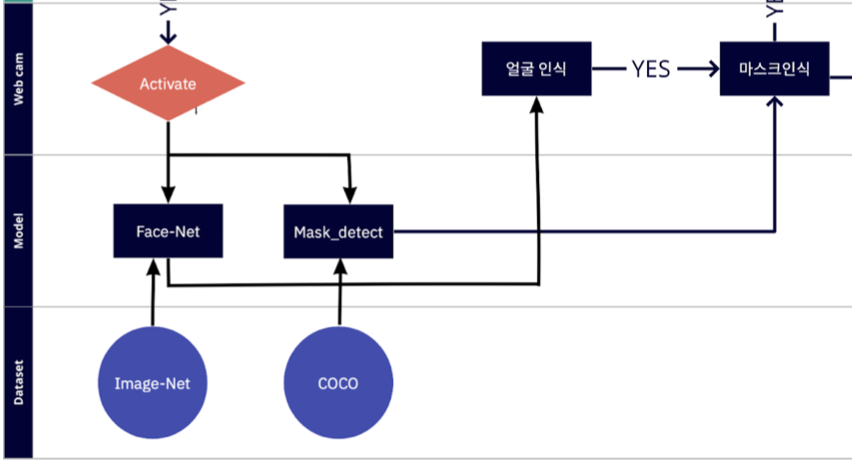 Web cam
Activate
얼굴 인식
YES
마스크인식
Model
Face-Net
Mask_detect
Dataset
Image-Net
COCO